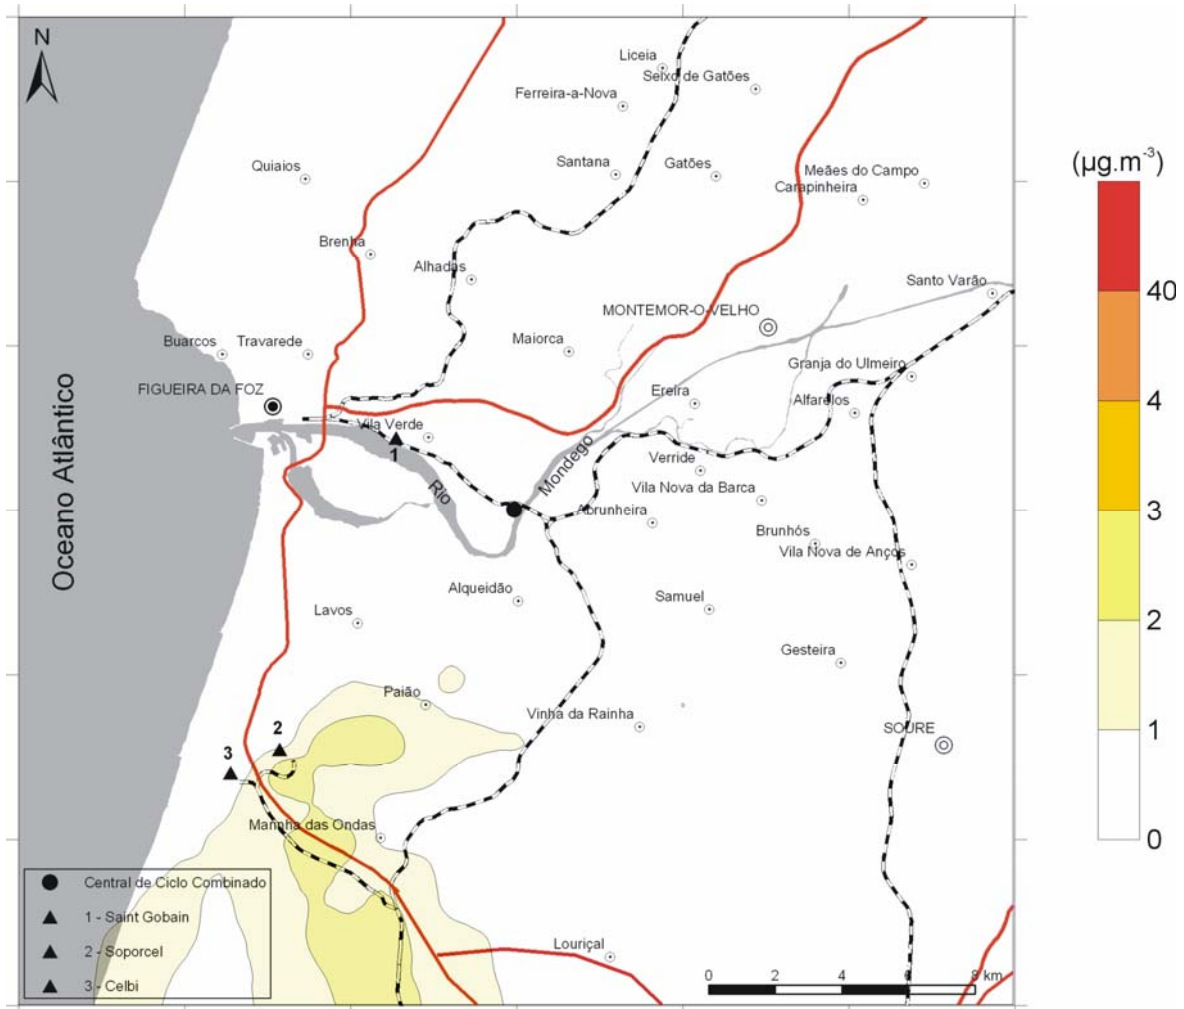 N
Liceia
Seixo de Gatões
Ferreira-a-Nova
(µg.m⁻³)
Quiaios
Santana
Gatões
Meães do Campo
Carapinheira
Brenha
Alhadas
Santo Varão
40
MONTEMOR-O-VELHO
Buarcos
Travarede
Maiorca
Granja do Ulmeiro
FIGUEIRA DA FOZ
Ereira
Alfarelos
4
Vila Verde
1
Mondego
Verride
Rio
Vila Nova da Barca
Abrunheira
3
Oceano Atlântico
Brunhós
Vila Nova de Anços
Alqueidão
Samuel
Lavos
2
Gesteira
Paião
Vinha da Rainha
2
SOURE
1
3
Marinha das Ondas
0
Central de Ciclo Combinado
1 - Saint Gobain
2 - Soporcel
3 - Celbi
Louriçal
0 2 4 6 8 km